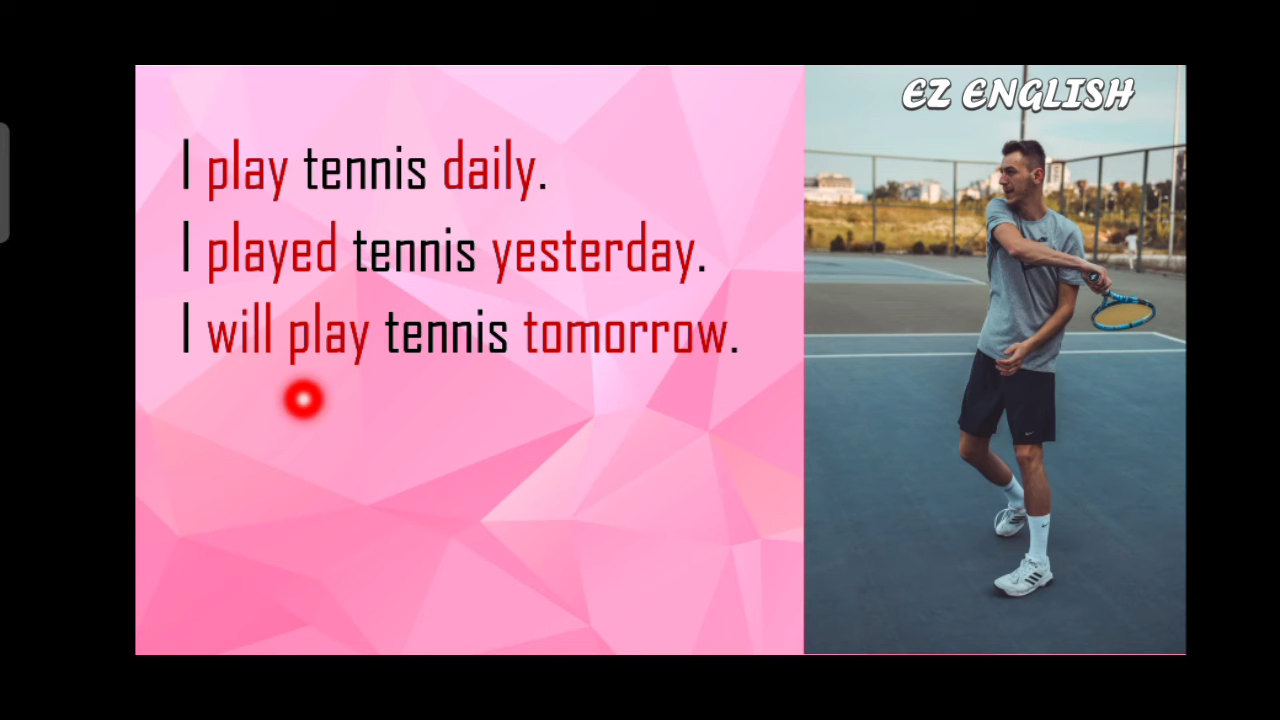 EZ ENGLISH
I play tennis daily.
I played tennis yesterday.
I will play tennis tomorrow.